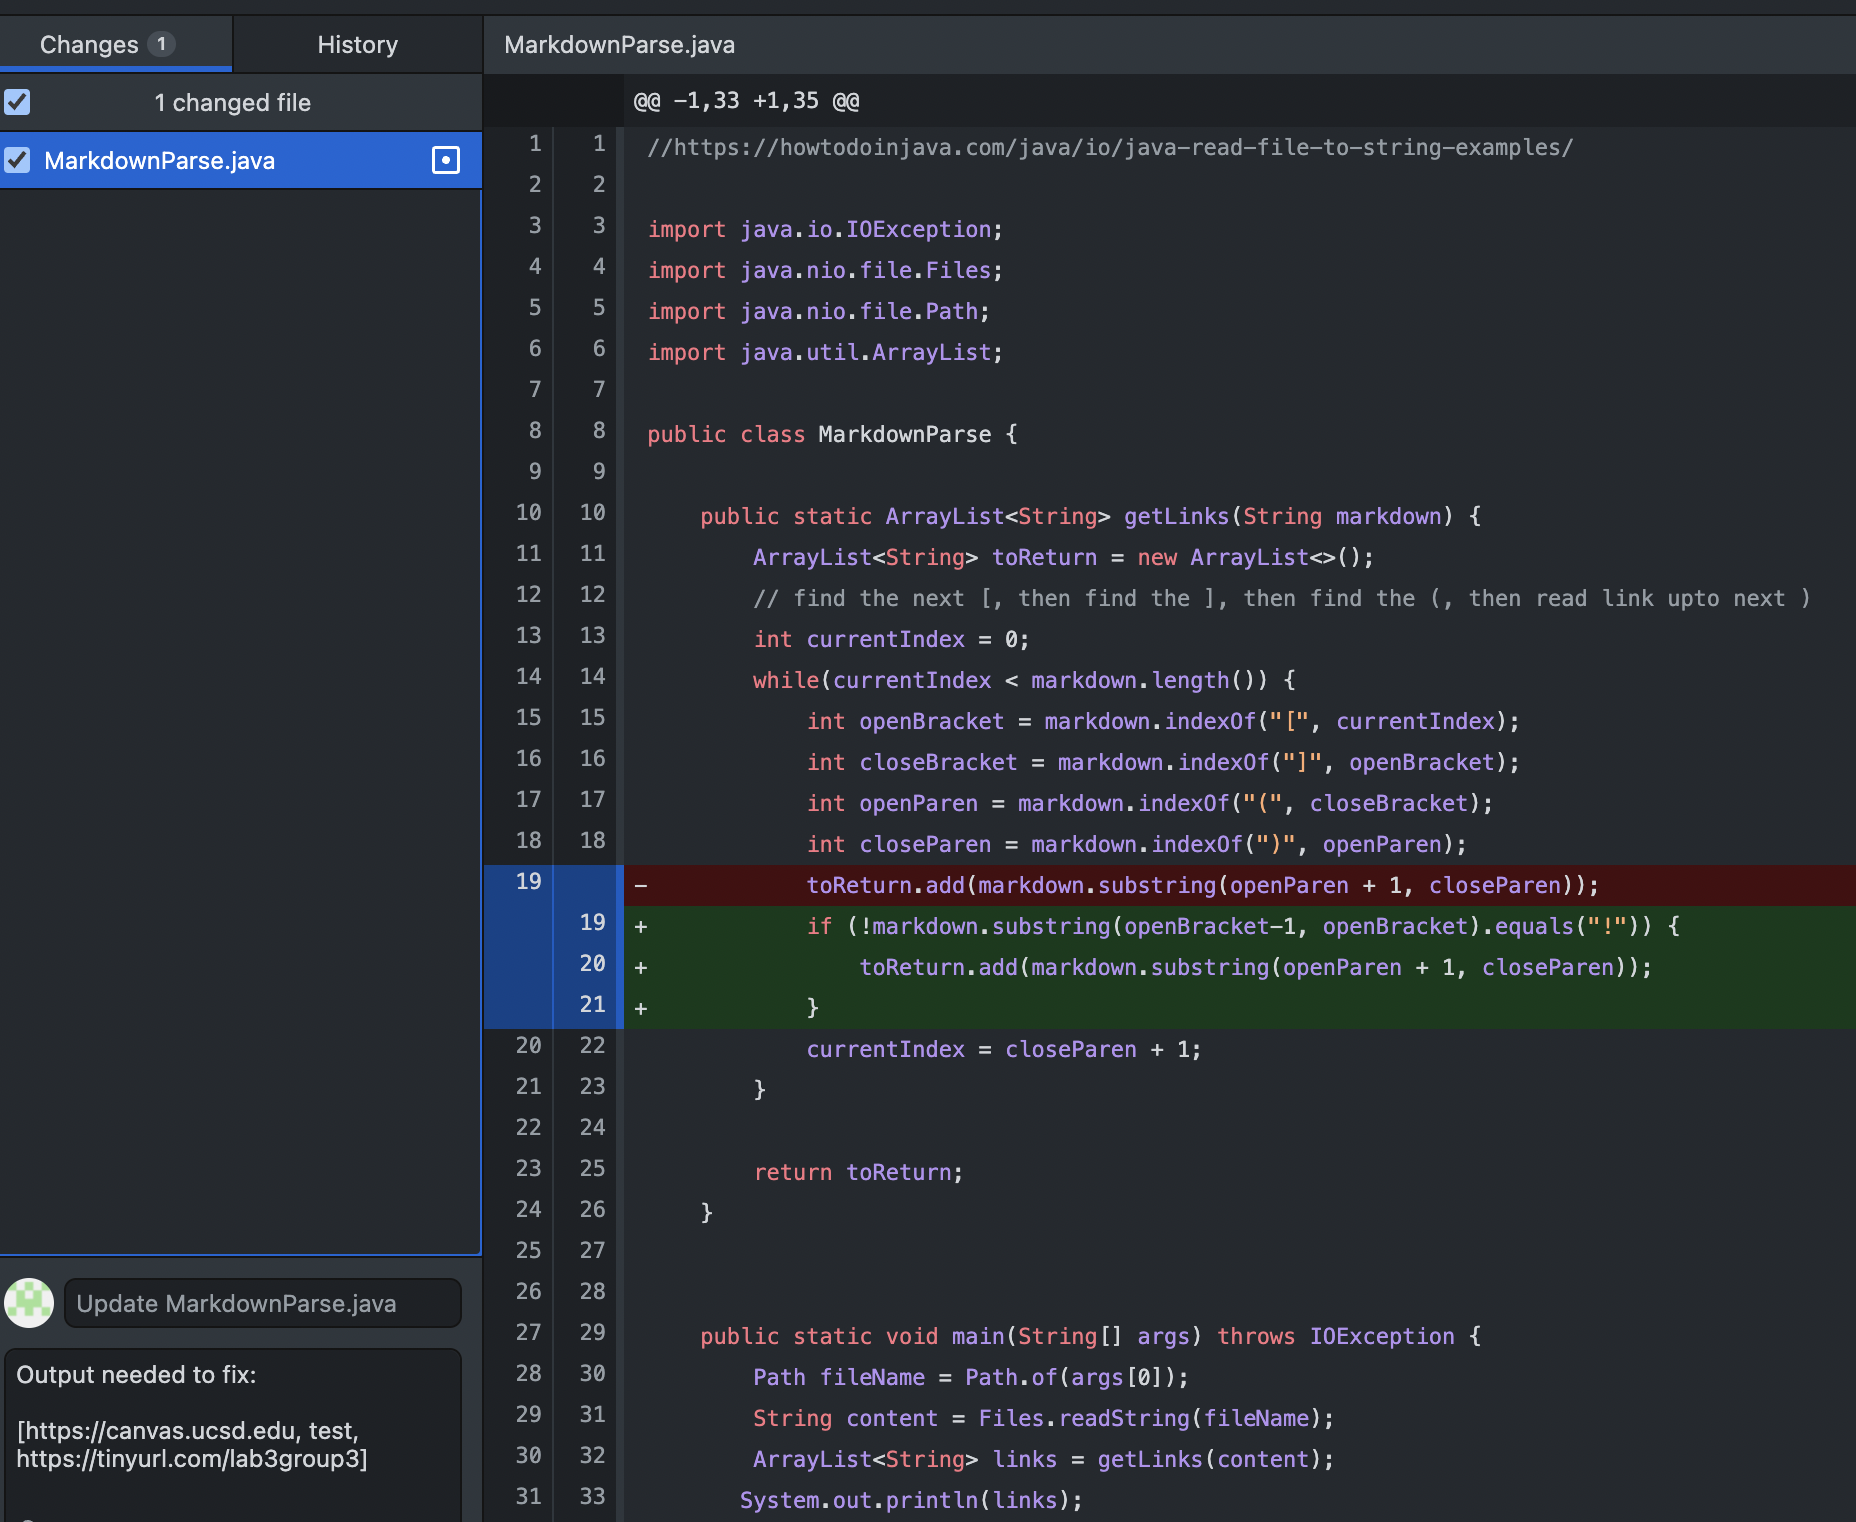 Changes 1
History
MarkdownParse.java
1 changed file
MarkdownParse.java
@@ -1,33 +1,35 @@
1 1 //https://howtodoinjava.com/java/io/java-read-file-to-string-examples/
2 2
3 3 import java.io.IOException;
4 4 import java.nio.file.Files;
5 5 import java.nio.file.Path;
6 6 import java.util.ArrayList;
7 7
8 8 public class MarkdownParse {
9 9
10 10     public static ArrayList<String> getLinks(String markdown) {
11 11         ArrayList<String> toReturn = new ArrayList<>();
12 12         // find the next [, then find the ], then find the (, then read link upto next )
13 13         int currentIndex = 0;
14 14         while(currentIndex < markdown.length()) {
15 15             int openBracket = markdown.indexOf("[", currentIndex);
16 16             int closeBracket = markdown.indexOf("]", openBracket);
17 17             int openParen = markdown.indexOf("(", closeBracket);
18 18             int closeParen = markdown.indexOf(")", openParen);
19 -             toReturn.add(markdown.substring(openParen + 1, closeParen));
19 +             if (!markdown.substring(openBracket-1, openBracket).equals("!")) {
20 +                 toReturn.add(markdown.substring(openParen + 1, closeParen));
21 +             }
20 22             currentIndex = closeParen + 1;
21 23         }
22 24
23 25         return toReturn;
24 26     }
25 27
26 28
27 29     public static void main(String[] args) throws IOException {
28 30         Path fileName = Path.of(args[0]);
29 31         String content = Files.readString(fileName);
30 32         ArrayList<String> links = getLinks(content);
31 33        System.out.println(links);
Update MarkdownParse.java
Output needed to fix:
[https://canvas.ucsd.edu, test,
https://tinyurl.com/lab3group3]